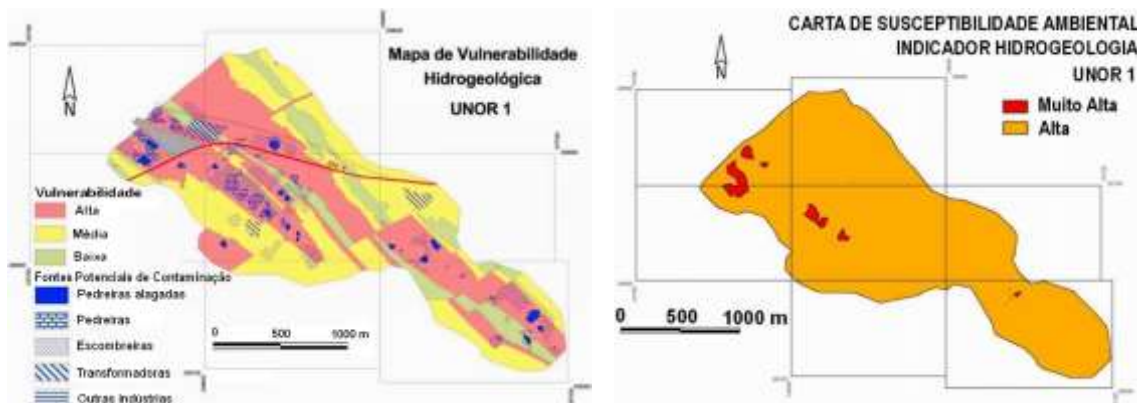 Mapa de Vulnerabilidade
Hidrogeológica
UNOR 1
N
Vulnerabilidade
Alta
Média
Baixa
Fontes Potenciais de Contaminação
Pedreiras alagadas
Pedreiras
Escombreiras
Transformadoras
Outras indústrias
0 500 1000 m
CARTA DE SUSCEPTIBILIDADE AMBIENTAL
INDICADOR HIDROGEOLOGIA
UNOR 1
N
Muito Alta
Alta
0 500 1000 m